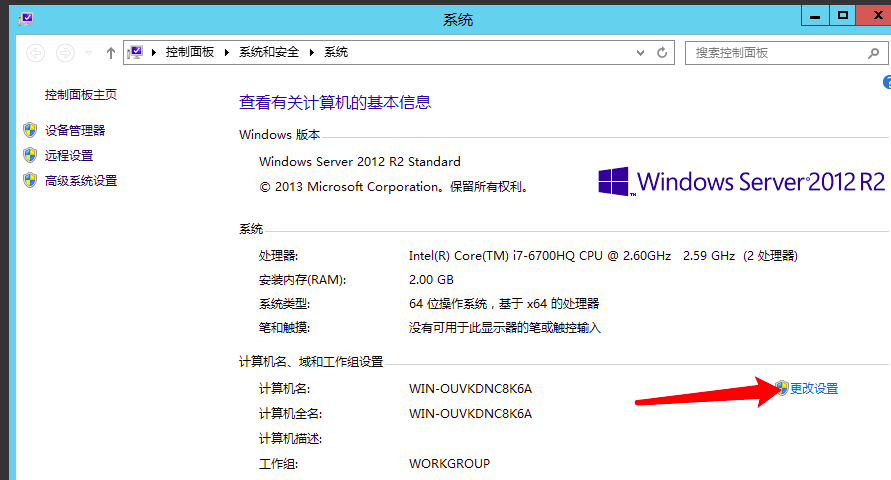 系统
控制面板 系统和安全 系统 搜索控制面板
控制面板主页
设备管理器
远程设置
高级系统设置
查看有关计算机的基本信息
Windows 版本
Windows Server 2012 R2 Standard
© 2013 Microsoft Corporation。保留所有权利。
Windows Server 2012 R2
系统
处理器: Intel(R) Core(TM) i7-6700HQ CPU @ 2.60GHz 2.59 GHz (2 处理器)
安装内存(RAM): 2.00 GB
系统类型: 64 位操作系统，基于 x64 的处理器
笔和触摸: 没有可用于此显示器的笔或触控输入
计算机名、域和工作组设置
计算机名: WIN-OUVKDNC8K6A 更改设置
计算机全名: WIN-OUVKDNC8K6A
计算机描述:
工作组: WORKGROUP